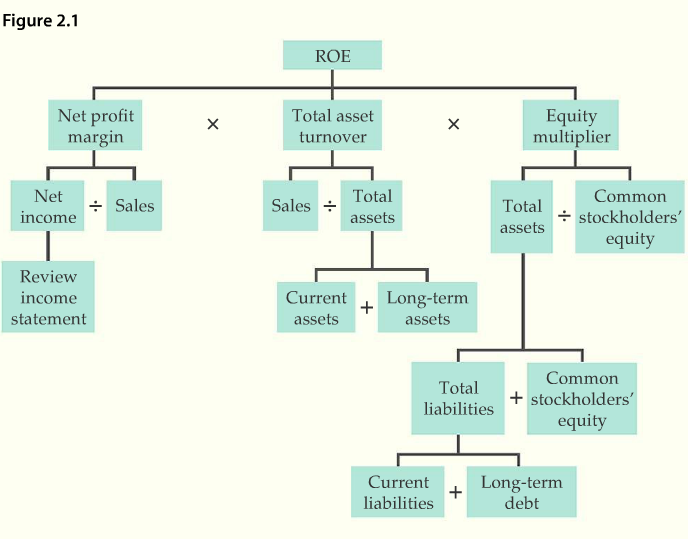 Figure 2.1
ROE
Net profit
margin
×
Total asset
turnover
×
Equity
multiplier
Net
income
÷
Sales
Sales
÷
Total
assets
Total
assets
÷
Common
stockholders'
equity
Review
income
statement
Current
assets
+
Long-term
assets
Total
liabilities
+
Common
stockholders'
equity
Current
liabilities
+
Long-term
debt